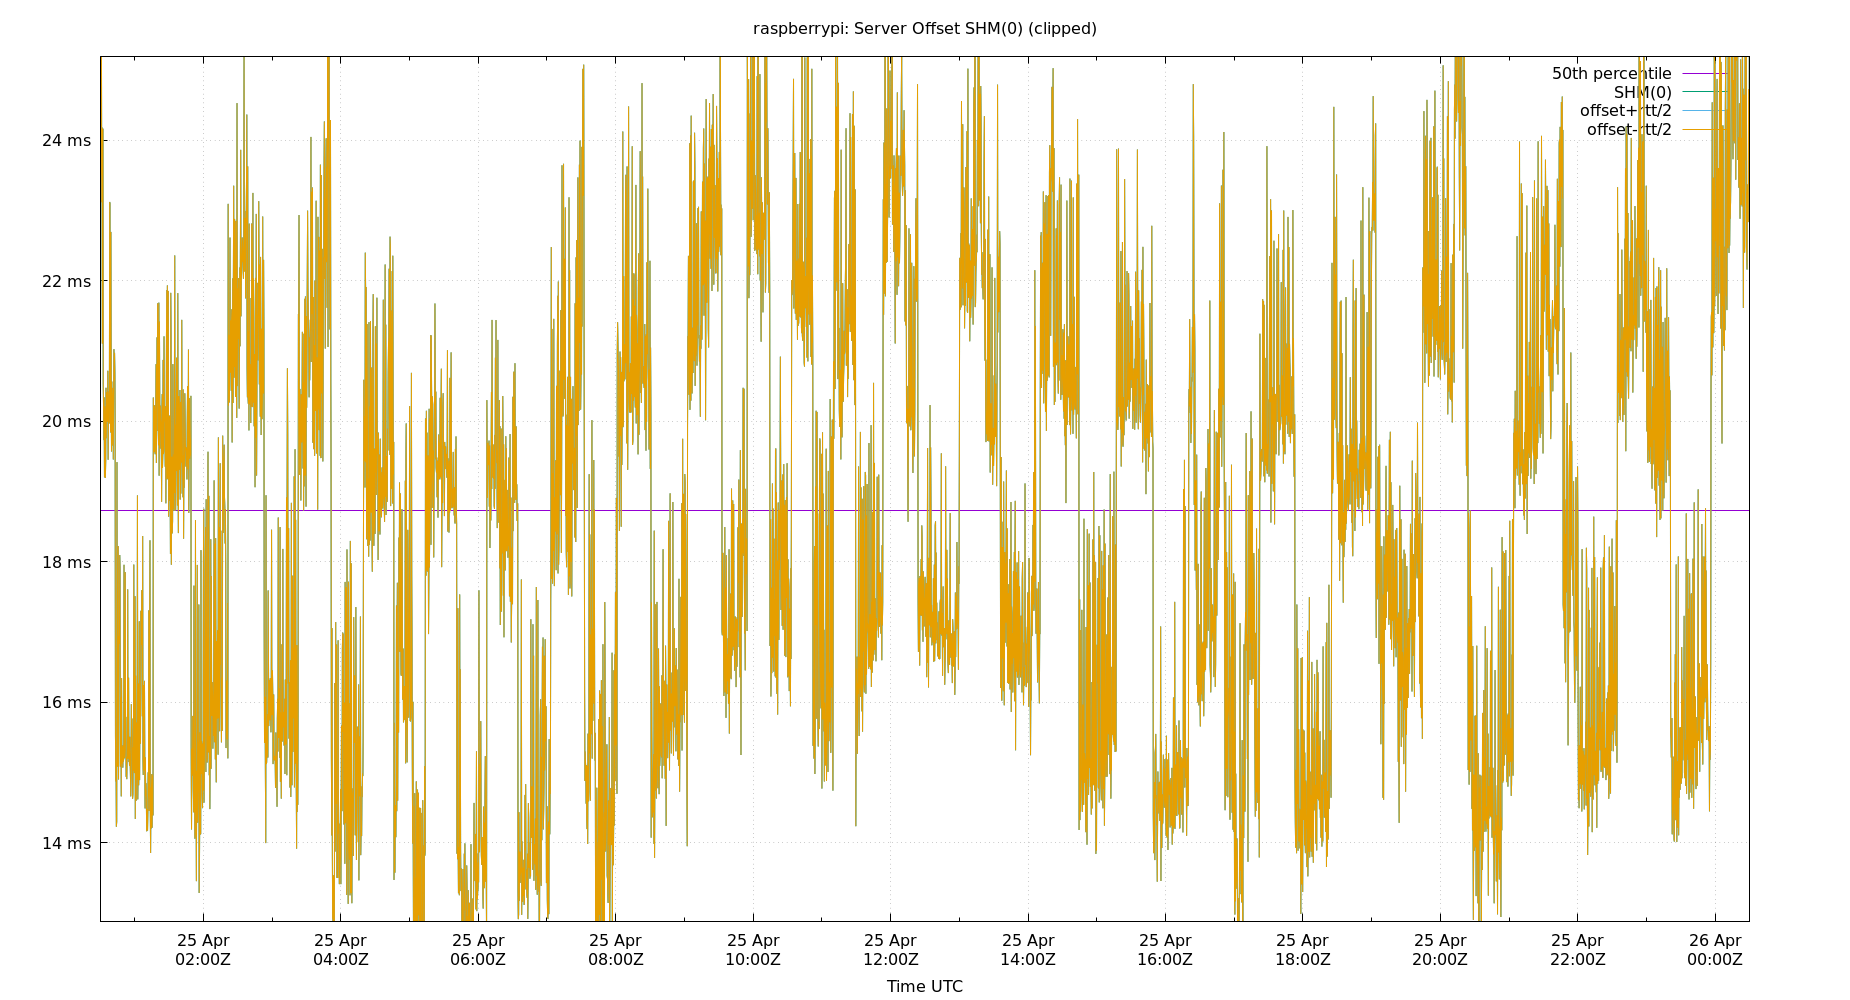 raspberrypi: Server Offset SHM(0) (clipped)
50th percentile
SHM(0)
offset+rtt/2
offset-rtt/2
24 ms
22 ms
20 ms
18 ms
16 ms
14 ms
25 Apr 25 Apr 25 Apr 25 Apr 25 Apr 25 Apr 25 Apr 25 Apr 25 Apr 25 Apr 25 Apr 26 Apr
02:00Z 04:00Z 06:00Z 08:00Z 10:00Z 12:00Z 14:00Z 16:00Z 18:00Z 20:00Z 22:00Z 00:00Z
Time UTC